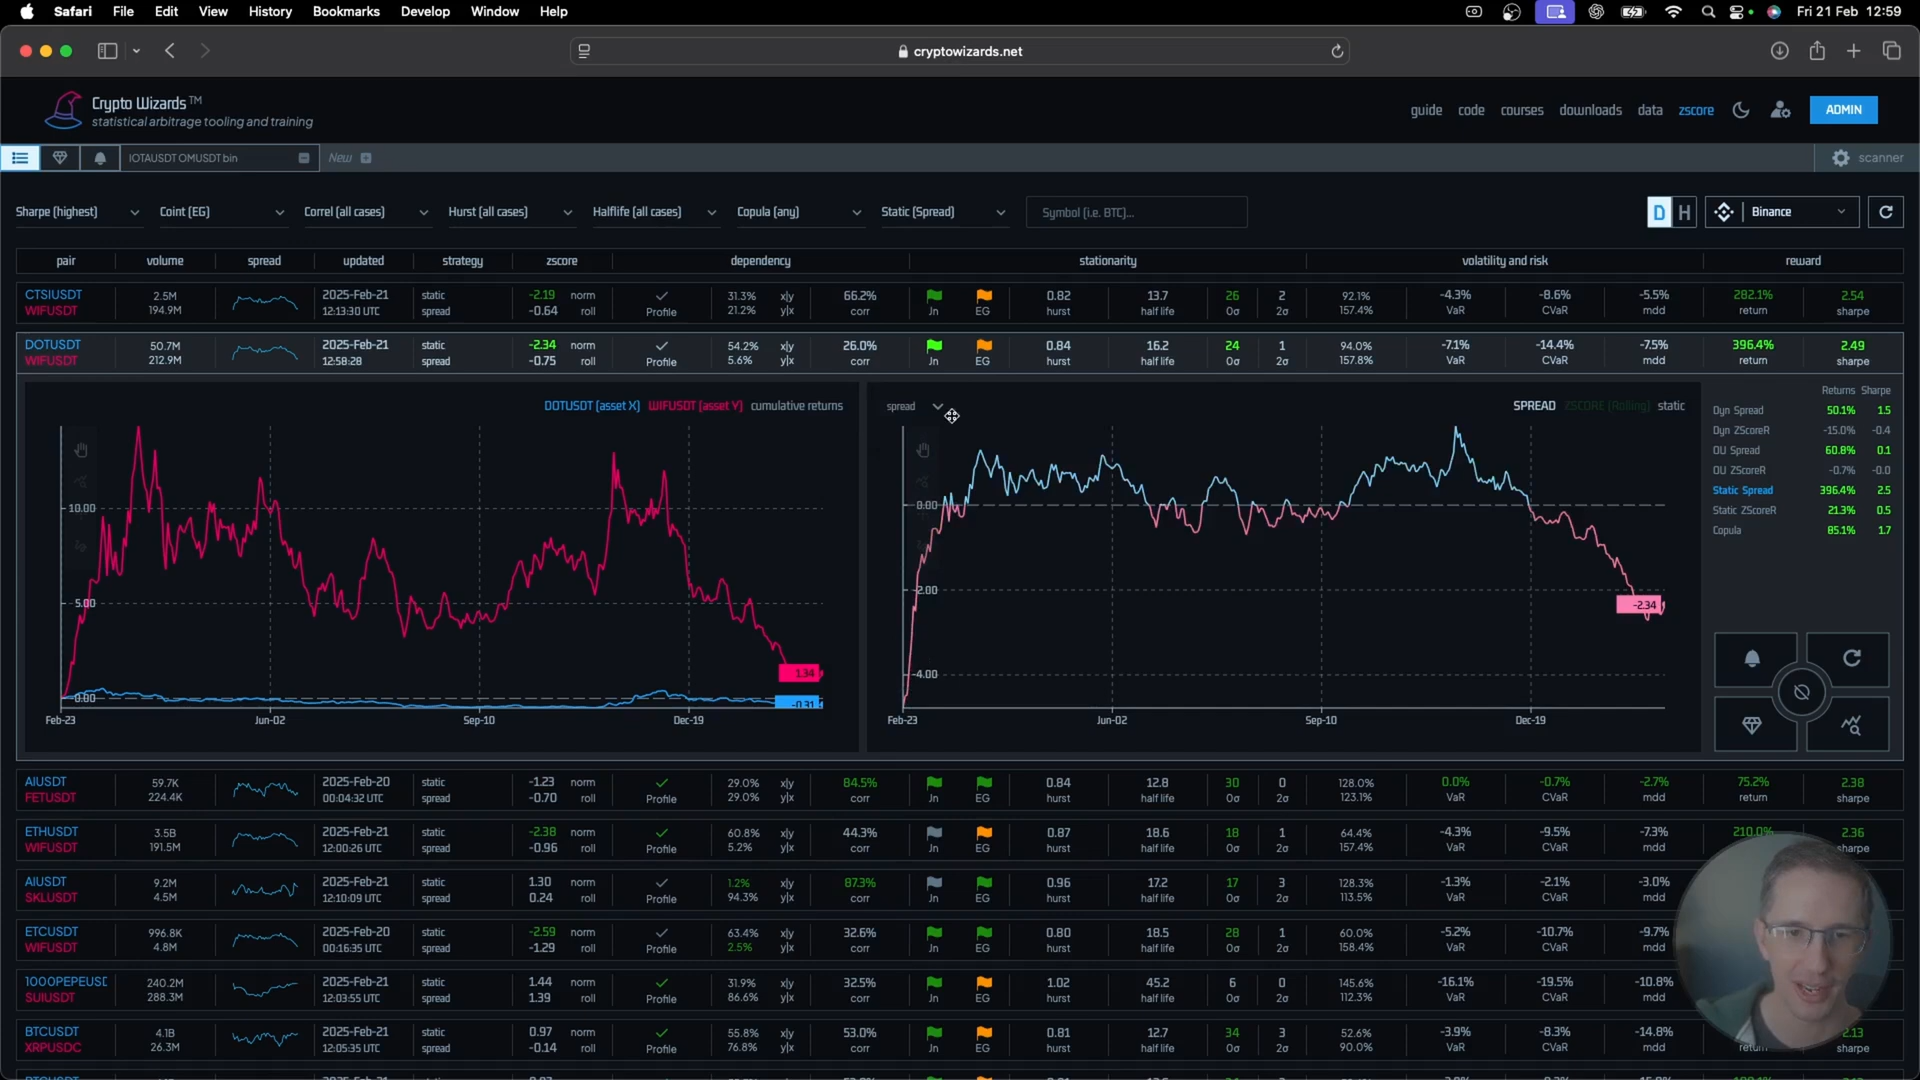 Safari File Edit View History Bookmarks Develop Window Help Fri 21 Feb 12:59
cryptowizards.net
Crypto Wizards™
statistical arbitrage tooling and training
guide code courses downloads data zscore ADMIN
IOTAUSDT OMUSDT bin New scanner
Sharpe (highest) Coint (EG) Correl (all cases) Hurst (all cases) Halflife (all cases) Copula (any) Static (Spread) Symbol (i.e. BTC)... D H Binance
pair volume spread updated strategy zscore dependency stationarity volatility and risk reward
CTSIUSDT 2.5M 2025-Feb-21 static -2.19 norm 31.3% x|y 66.2% 0.82 13.7 26 2 92.1% -4.3% -8.6% -5.5% 282.1% 2.54
WIFUSDT 194.9M 12:13:30 UTC spread -0.64 roll Profile 21.2% y|x corr Jn EG hurst half life 0σ 2σ 157.4% VaR CVaR mdd return sharpe
DOTUSDT 50.7M 2025-Feb-21 static -2.34 norm 54.2% x|y 26.0% 0.84 16.2 24 1 94.0% -7.1% -14.4% -7.5% 396.4% 2.49
WIFUSDT 212.9M 12:58:28 spread -0.75 roll Profile 5.6% y|x corr Jn EG hurst half life 0σ 2σ 157.8% VaR CVaR mdd return sharpe
DOTUSDT (asset X) WIFUSDT (asset Y) cumulative returns
10.00
5.00
0.00
1.34
-0.31
Feb-23 Jun-02 Sep-10 Dec-19
spread SPREAD ZSCORE (Rolling) static
0.00
-2.00
-2.34
-4.00
Feb-23 Jun-02 Sep-10 Dec-19
Returns Sharpe
Dyn Spread 50.1% 1.5
Dyn ZScoreR -15.0% -0.4
OU Spread 60.8% 0.1
OU ZScoreR -0.7% -0.0
Static Spread 396.4% 2.5
Static ZScoreR 21.3% 0.5
Copula 85.1% 1.7
AIUSDT 59.7K 2025-Feb-20 static -1.23 norm 29.0% x|y 84.5% 0.84 12.8 30 0 128.0% 0.0% -0.7% -2.7% 75.2% 2.38
FETUSDT 224.4K 00:04:32 UTC spread -0.70 roll Profile 29.0% y|x corr Jn EG hurst half life 0σ 2σ 123.1% VaR CVaR mdd return sharpe
ETHUSDT 3.5B 2025-Feb-21 static -2.38 norm 60.8% x|y 44.3% 0.87 18.6 18 1 64.4% -4.3% -9.5% -7.3% 210.0% 2.36
WIFUSDT 191.5M 12:00:26 UTC spread -0.96 roll Profile 5.2% y|x corr Jn EG hurst half life 0σ 2σ 157.4% VaR CVaR mdd sharpe
AIUSDT 9.2M 2025-Feb-21 static 1.30 norm 1.2% x|y 87.3% 0.96 17.2 17 3 128.3% -1.3% -2.1% -3.0%
SKLUSDT 4.5M 12:10:09 UTC spread 0.24 roll Profile 94.3% y|x corr Jn EG hurst half life 0σ 2σ 113.5% VaR CVaR mdd
ETCUSDT 996.8K 2025-Feb-20 static -2.59 norm 63.4% x|y 32.6% 0.80 18.5 28 1 60.0% -5.2% -10.7% -9.7%
WIFUSDT 4.8M 00:16:35 UTC spread -1.29 roll Profile 2.5% y|x corr Jn EG hurst half life 0σ 2σ 158.4% VaR CVaR mdd
1000PEPEUSD 240.2M 2025-Feb-21 static 1.44 norm 31.9% x|y 32.5% 1.02 45.2 6 0 145.6% -16.1% -19.5% -10.8%
SUIUSDT 288.3M 12:03:55 UTC spread 1.39 roll Profile 86.6% y|x corr Jn EG hurst half life 0σ 2σ 112.3% VaR CVaR mdd
BTCUSDT 4.1B 2025-Feb-21 static 0.97 norm 55.8% x|y 53.0% 0.81 12.7 34 3 52.6% -3.9% -8.3% -14.8% 2.13
XRPUSDC 26.3M 12:05:35 UTC spread -0.14 roll Profile 76.8% y|x corr Jn EG hurst half life 0σ 2σ 90.0% VaR CVaR mdd return sharpe